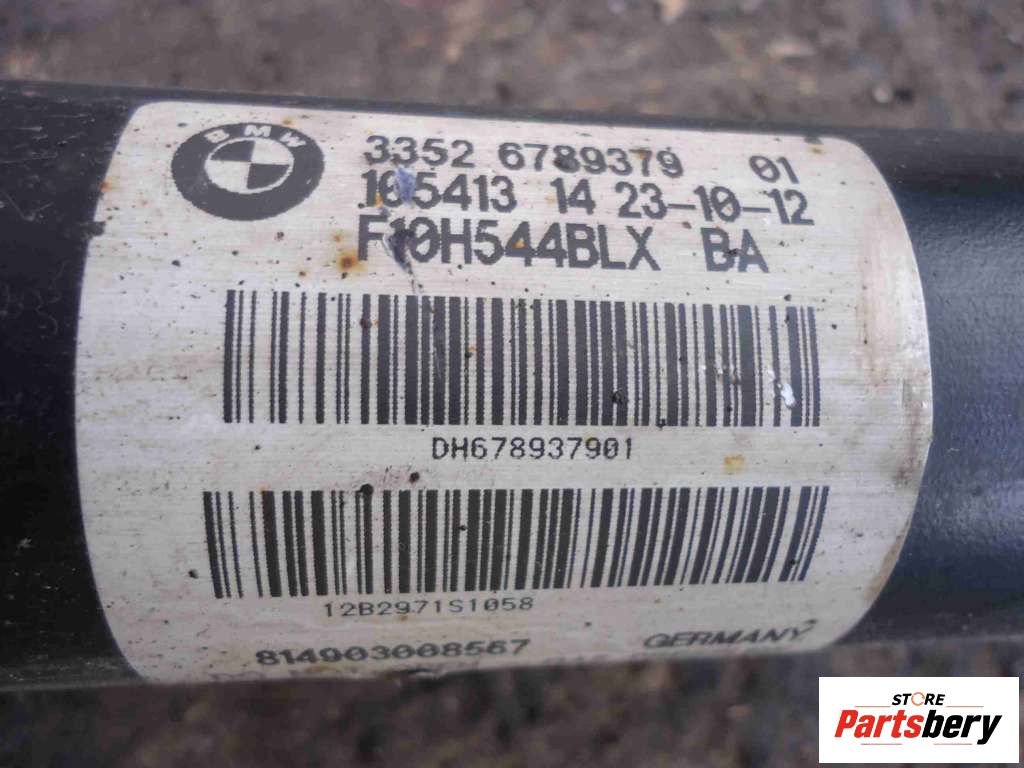 BMW
3352 6789379 01
105413 14 23-10-12
F10H544BLX BA
DH678937901
12B2971S1058
814903008567 GERMANY
STORE
Partsbery